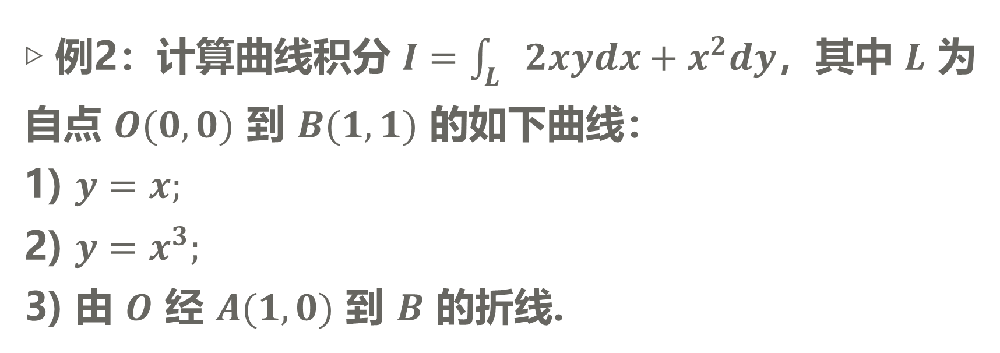 ▷ 例2：计算曲线积分 I = ∫_L 2xydx + x²dy，其中 L 为
自点 O(0,0) 到 B(1,1) 的如下曲线：
1) y = x;
2) y = x³;
3) 由 O 经 A(1,0) 到 B 的折线.